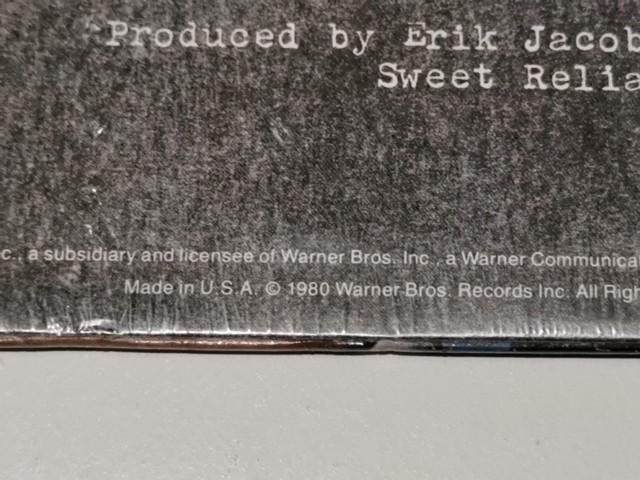 Produced by Erik Jacob
Sweet Relia
c., a subsidiary and licensee of Warner Bros. Inc., a Warner Communica
Made in U.S.A. © 1980 Warner Bros. Records Inc. All Righ